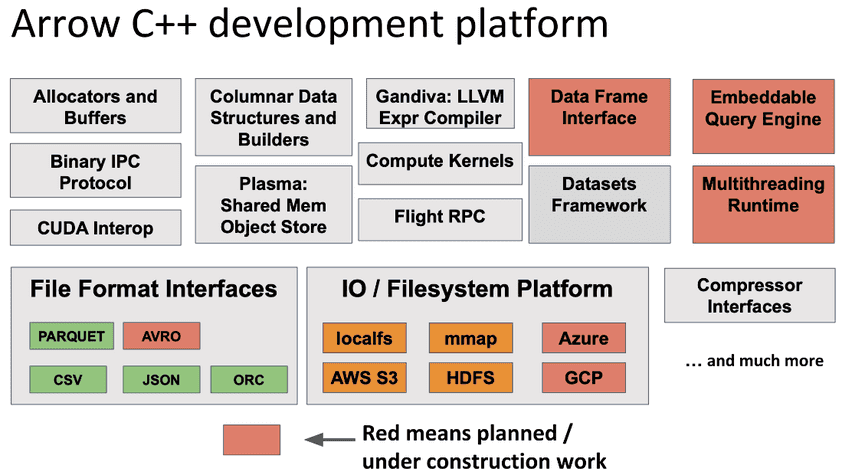 Arrow C++ development platform
Allocators and
Buffers
Columnar Data
Structures and
Builders
Gandiva: LLVM
Expr Compiler
Data Frame
Interface
Embeddable
Query Engine
Binary IPC
Protocol
Compute Kernels
Plasma:
Shared Mem
Object Store
Datasets
Framework
Multithreading
Runtime
CUDA Interop
Flight RPC
File Format Interfaces
PARQUET
AVRO
CSV
JSON
ORC
IO / Filesystem Platform
localfs
mmap
Azure
AWS S3
HDFS
GCP
Compressor
Interfaces
... and much more
Red means planned /
under construction work